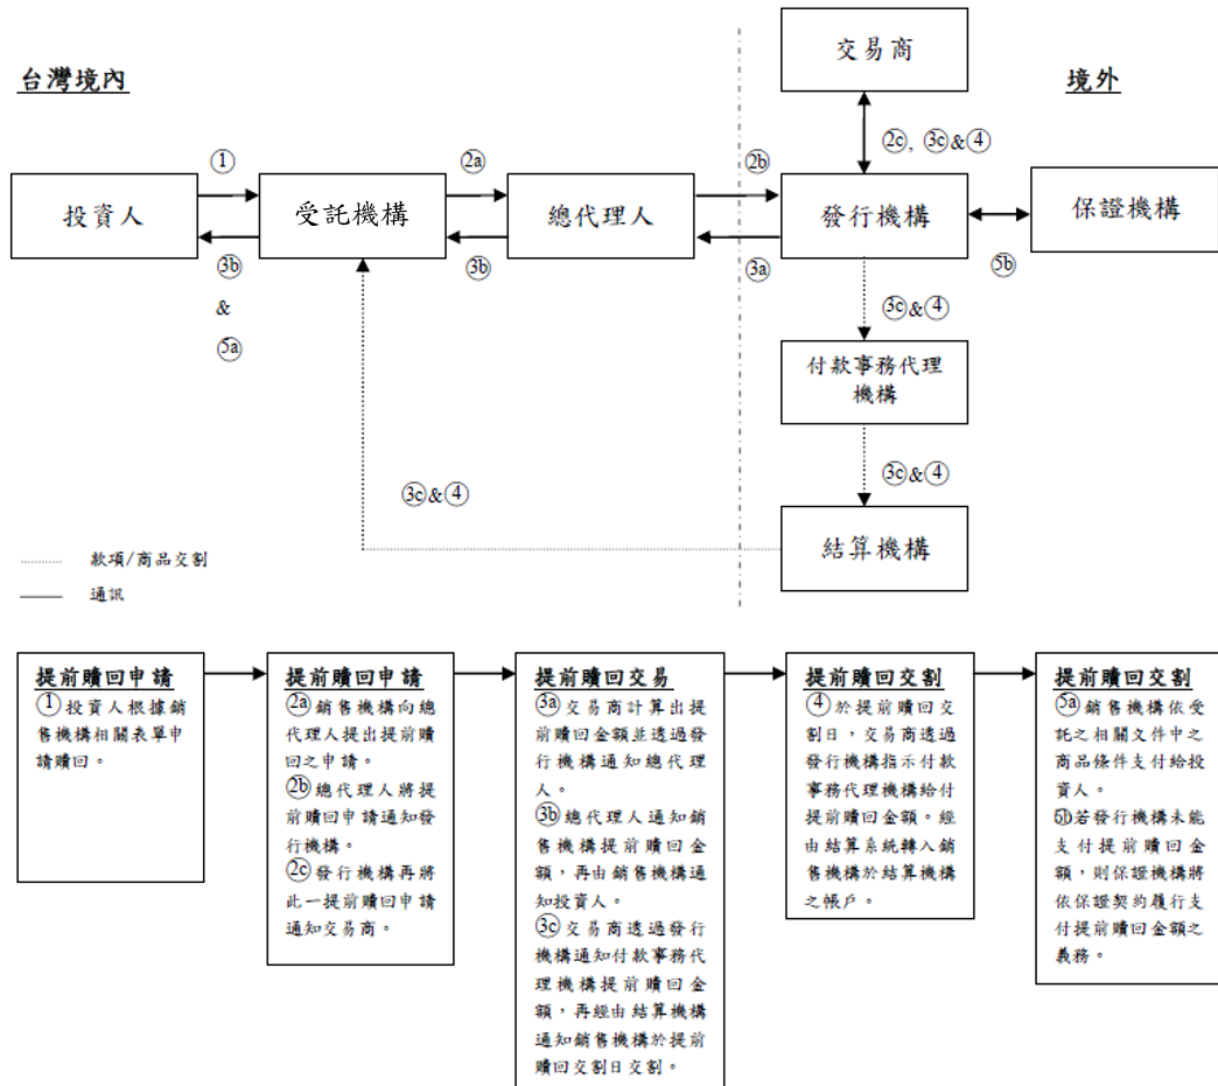 交易商
台灣境內
境外
2c, 3c&4
1
2a
2b
投資人
受託機構
總代理人
發行機構
保證機構
3b
3b
3a
5b
&
5a
3c&4
付款事務代理
機構
3c&4
3c&4
結算機構
款項/商品交割
通訊
提前贖回申請
1投資人根據銷
售機構相關表單申
請贖回。
提前贖回申請
2a銷售機構向總
代理人提出提前贖
回之申請。
2b總代理人將提
前贖回申請通知發
行機構。
2c發行機構再將
此一提前贖回申請
通知交易商。
提前贖回交易
3a交易商計算出提
前贖回金額並透過發
行機構通知總代理
人。
3b總代理人通知銷
售機構提前贖回金
額，再由銷售機構通
知投資人。
3c交易商透過發行
機構通知付款事務代
理機構提前贖回金
額，再經由結算機構
通知銷售機構於提前
贖回交割日交割。
提前贖回交割
4於提前贖回交
割日，交易商透過
發行機構指示付款
事務代理機構給付
提前贖回金額。經
由結算系統轉入銷
售機構於結算機構
之帳戶。
提前贖回交割
5a銷售機構依受
託之相關文件中之
商品條件支付給投
資人。
5b若發行機構未能
支付提前贖回金
額，則保證機構將
依保證契約履行支
付提前贖回金額之
義務。